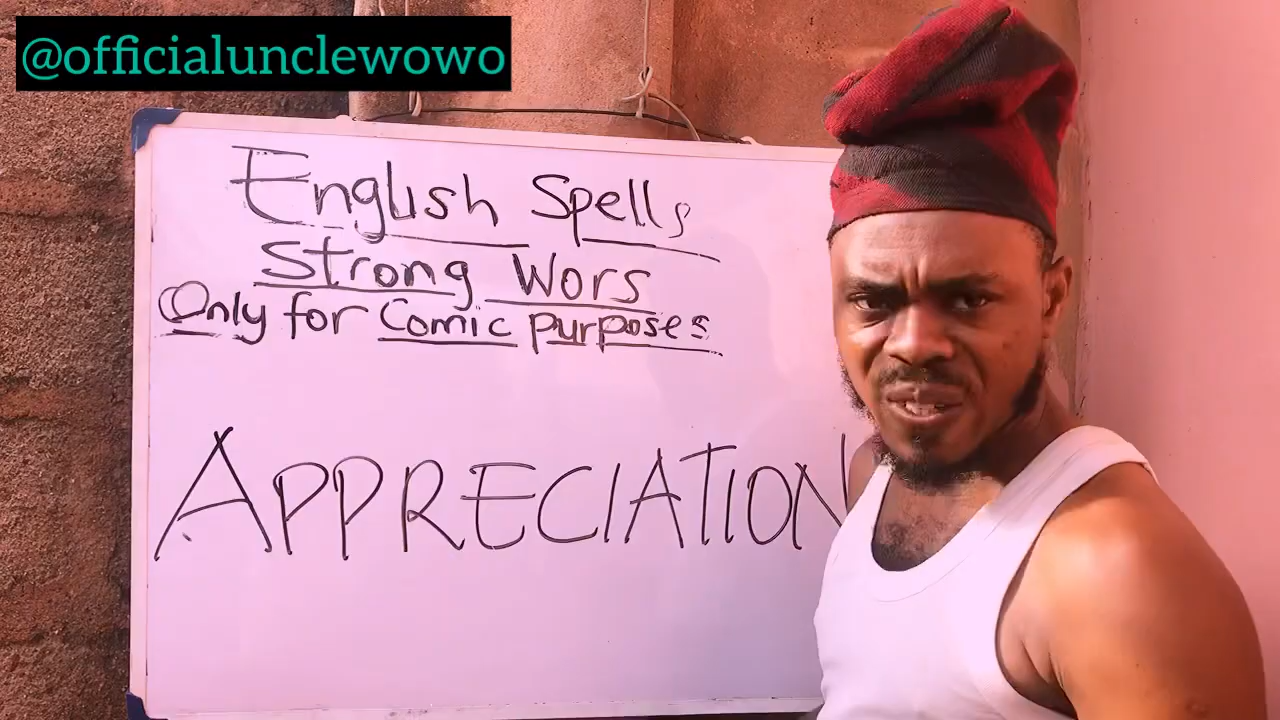 @officialunclewowo
English Spells
Strong Wors
Only for Comic purposes
APPRECIATION